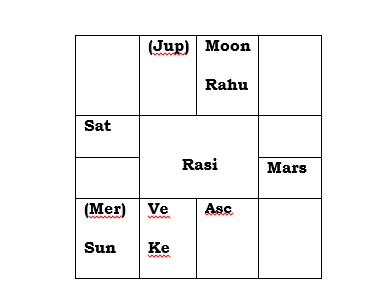 (Jup) Moon
Rahu
Sat
Rasi
Mars
(Mer) Ve Asc
Sun Ke